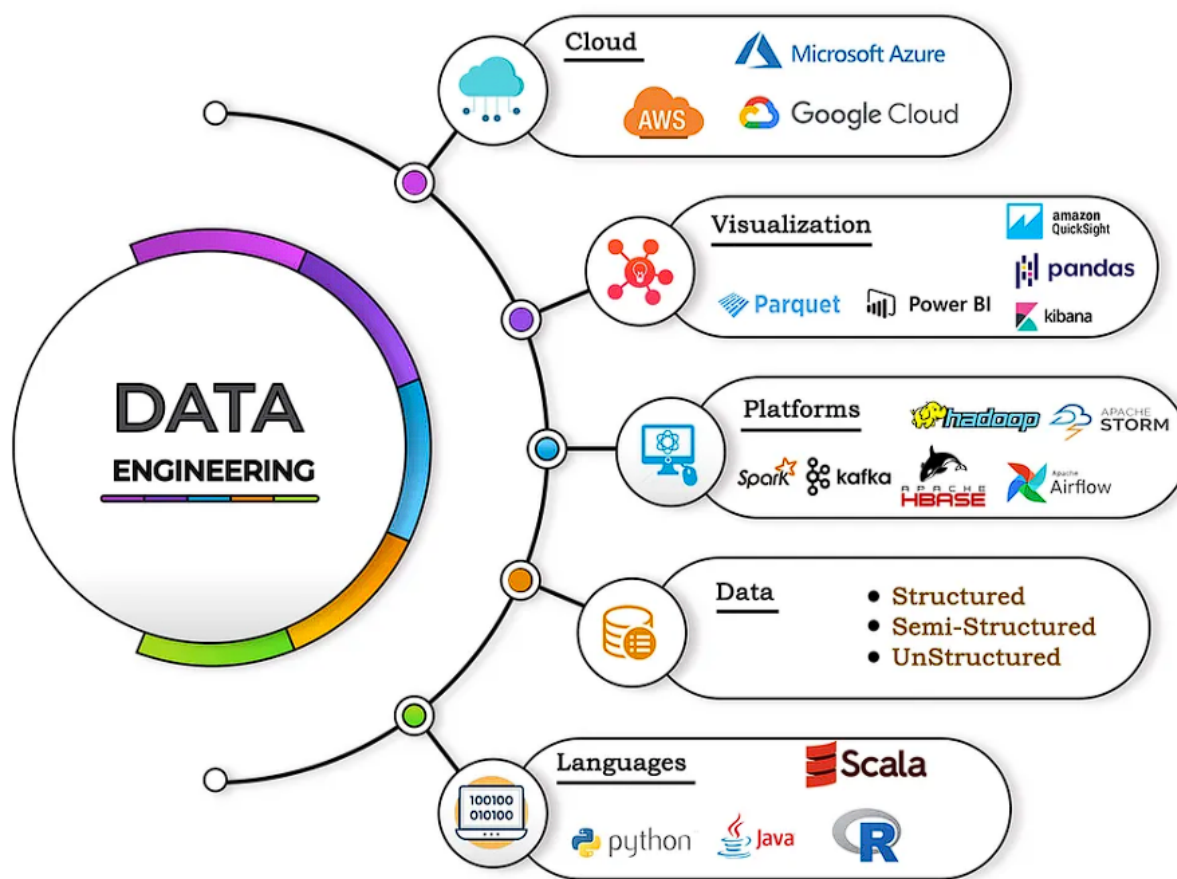 Cloud
Microsoft Azure
AWS
Google Cloud
Visualization
amazon
QuickSight
pandas
Parquet
Power BI
kibana
DATA
ENGINEERING
Platforms
hadoop
APACHE
STORM
Spark
kafka
APACHE
HBASE
Apache
Airflow
Data
• Structured
• Semi-Structured
• UnStructured
Languages
Scala
100100
010100
python
Java
R